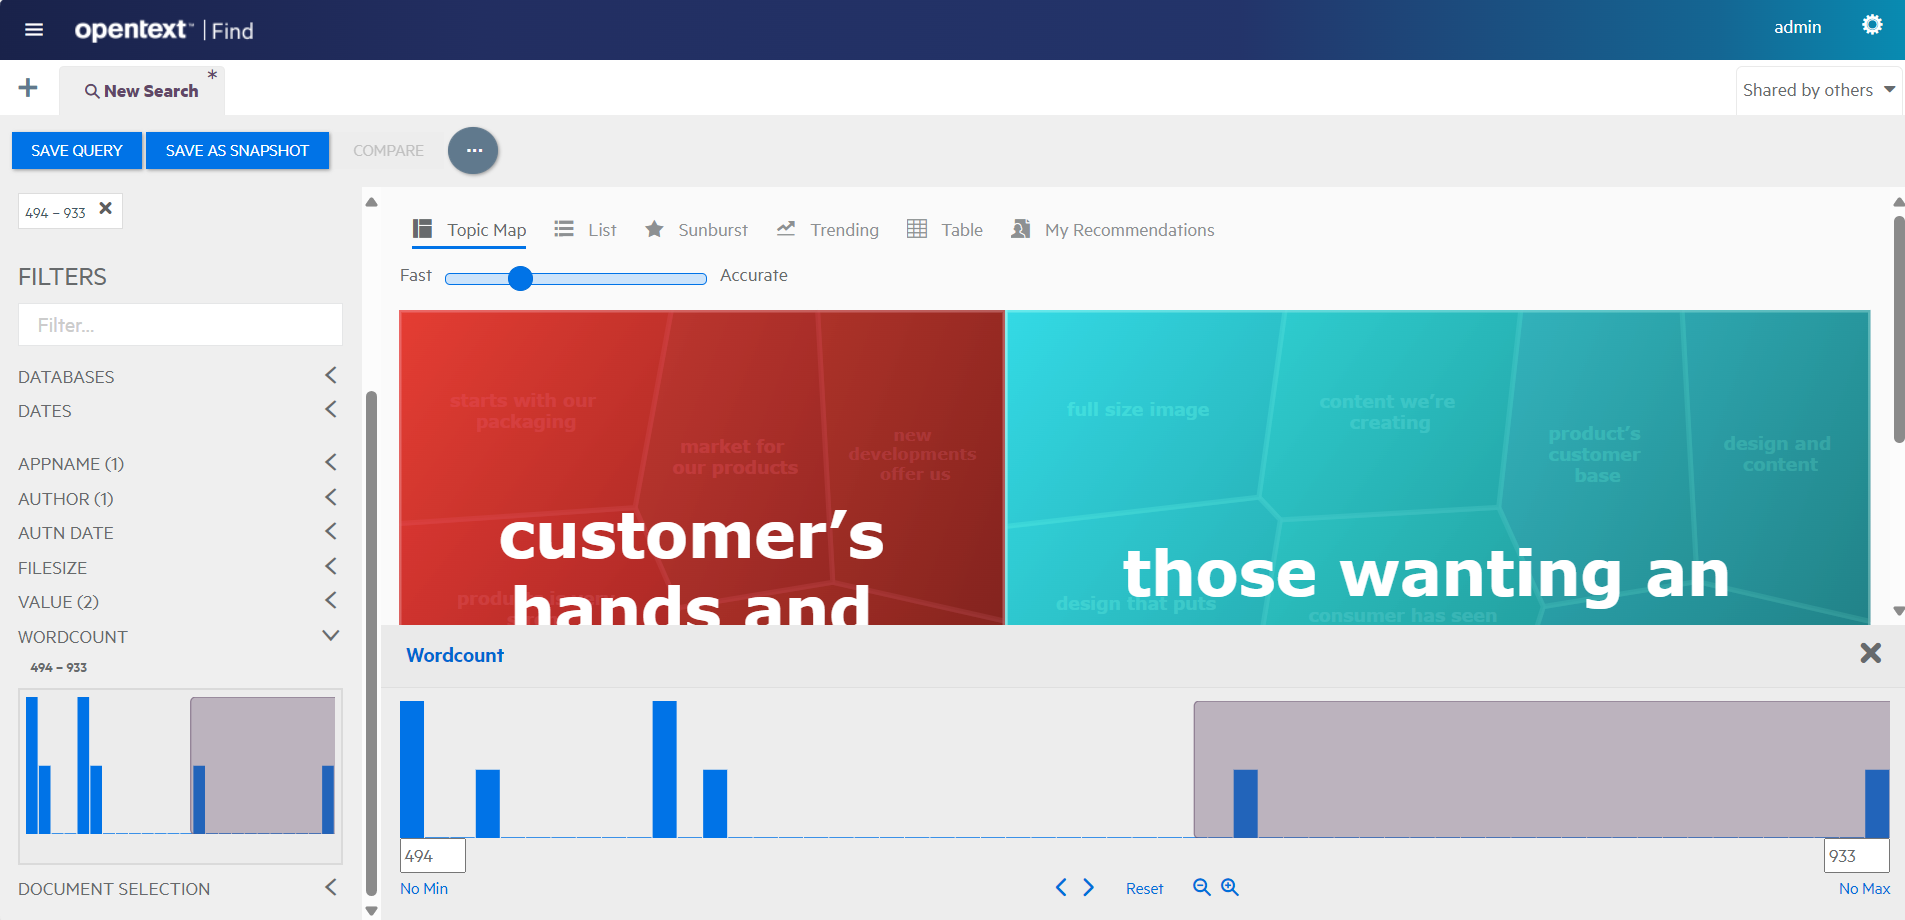 opentext™ | Find
admin
New Search *
Shared by others
SAVE QUERY
SAVE AS SNAPSHOT
COMPARE
...
494 – 933
FILTERS
Filter...
DATABASES
DATES
APPNAME (1)
AUTHOR (1)
AUTN DATE
FILESIZE
VALUE (2)
WORDCOUNT
494 – 933
DOCUMENT SELECTION
Topic Map
List
Sunburst
Trending
Table
My Recommendations
Fast
Accurate
starts with our
packaging
market for
our products
new
developments
offer us
customer’s
hands and
full size image
content we’re
creating
product’s
customer
base
design and
content
those wanting an
design that puts
consumer has seen
Wordcount
494
933
No Min
Reset
No Max